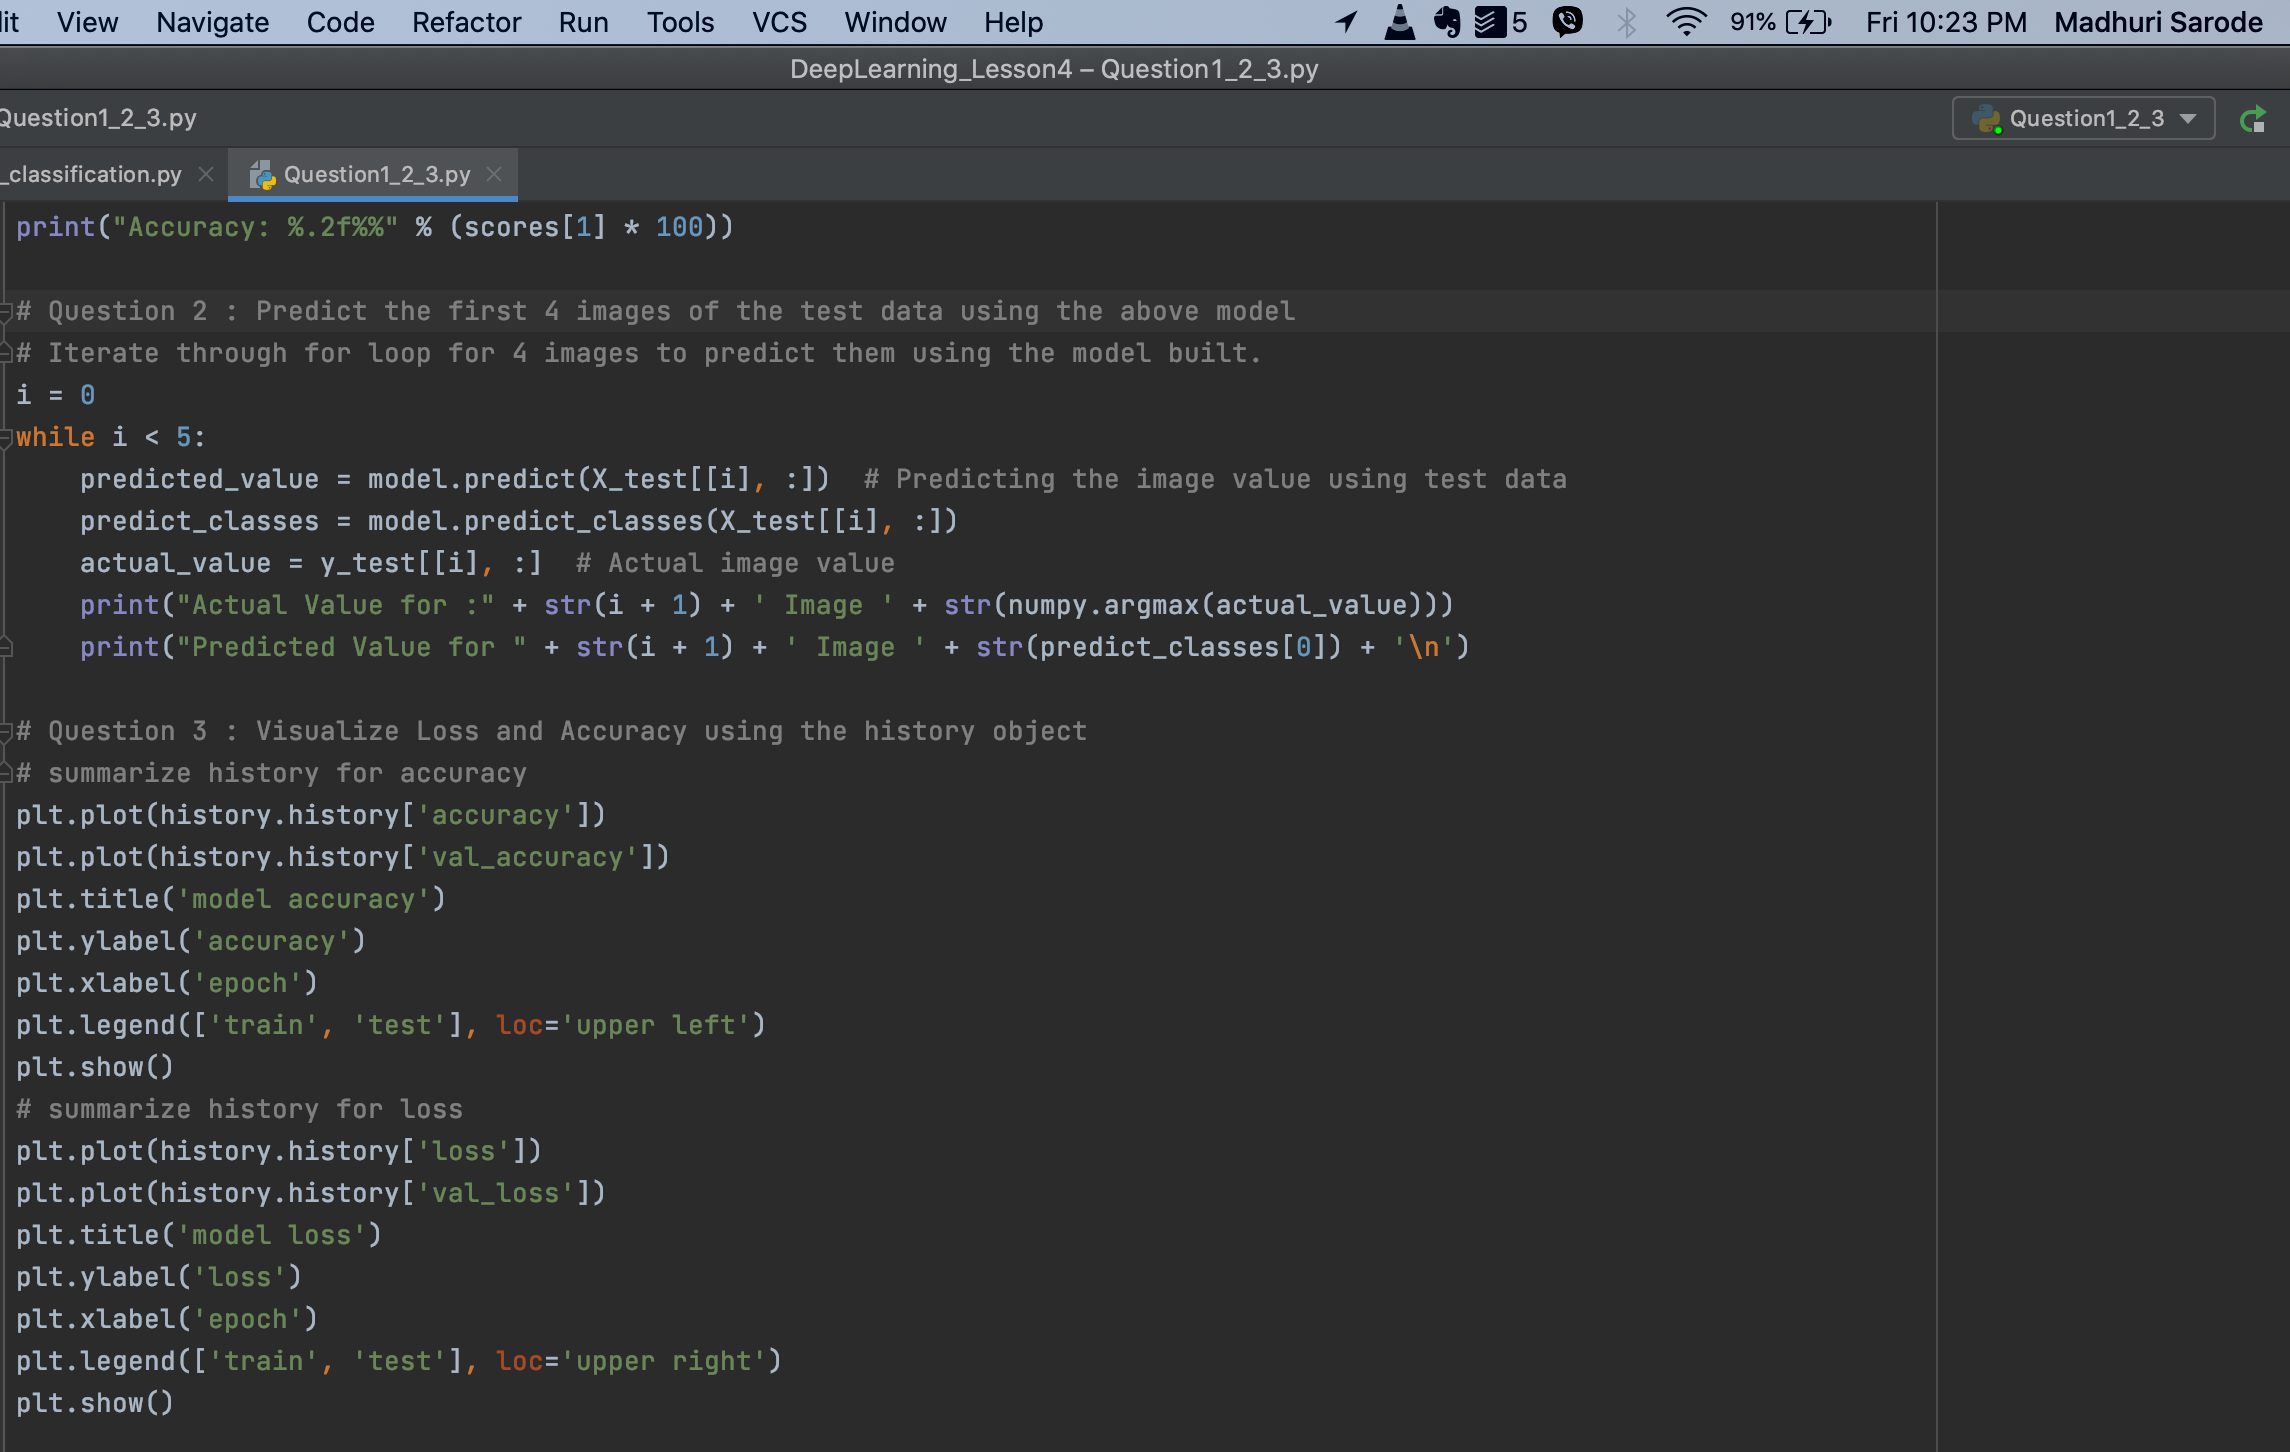 it View Navigate Code Refactor Run Tools VCS Window Help 5 91% Fri 10:23 PM Madhuri Sarode
DeepLearning_Lesson4 – Question1_2_3.py
Question1_2_3.py Question1_2_3
_classification.py Question1_2_3.py
print("Accuracy: %.2f%%" % (scores[1] * 100))
# Question 2 : Predict the first 4 images of the test data using the above model
# Iterate through for loop for 4 images to predict them using the model built.
i = 0
while i < 5:
    predicted_value = model.predict(X_test[[i], :])  # Predicting the image value using test data
    predict_classes = model.predict_classes(X_test[[i], :])
    actual_value = y_test[[i], :]  # Actual image value
    print("Actual Value for :" + str(i + 1) + ' Image ' + str(numpy.argmax(actual_value)))
    print("Predicted Value for " + str(i + 1) + ' Image ' + str(predict_classes[0]) + '\n')
# Question 3 : Visualize Loss and Accuracy using the history object
# summarize history for accuracy
plt.plot(history.history['accuracy'])
plt.plot(history.history['val_accuracy'])
plt.title('model accuracy')
plt.ylabel('accuracy')
plt.xlabel('epoch')
plt.legend(['train', 'test'], loc='upper left')
plt.show()
# summarize history for loss
plt.plot(history.history['loss'])
plt.plot(history.history['val_loss'])
plt.title('model loss')
plt.ylabel('loss')
plt.xlabel('epoch')
plt.legend(['train', 'test'], loc='upper right')
plt.show()